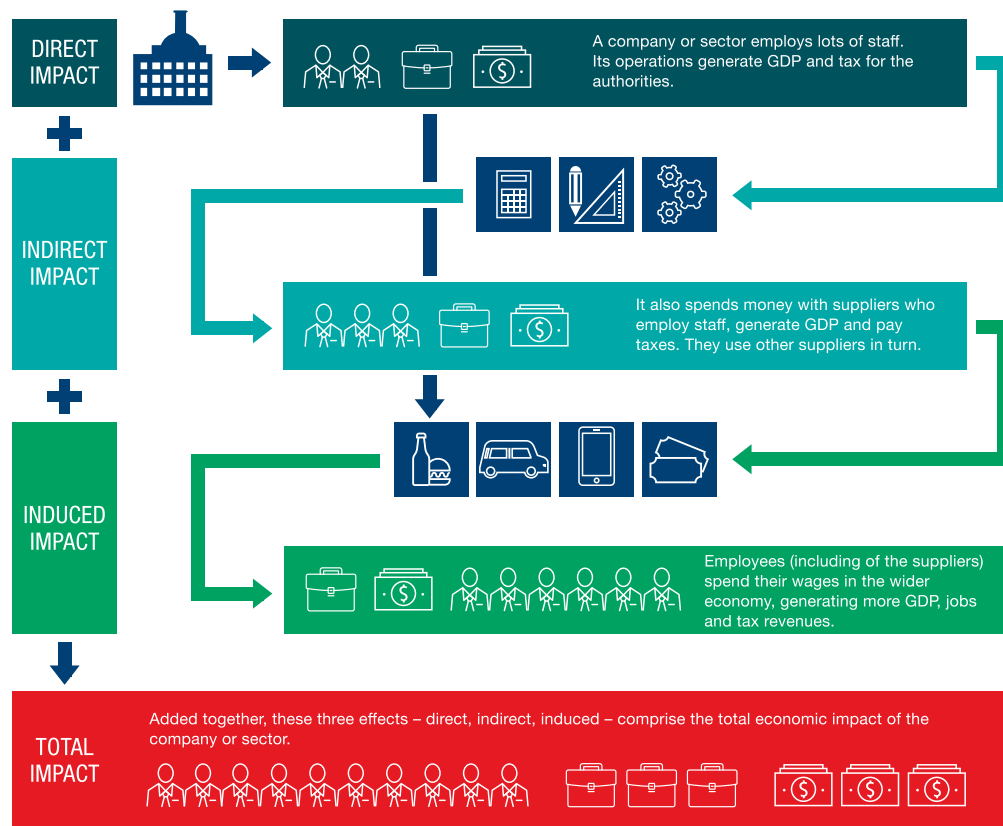 DIRECT
IMPACT
A company or sector employs lots of staff.
Its operations generate GDP and tax for the
authorities.
$
INDIRECT
IMPACT
It also spends money with suppliers who
employ staff, generate GDP and pay
taxes. They use other suppliers in turn.
$
INDUCED
IMPACT
Employees (including of the suppliers)
spend their wages in the wider
economy, generating more GDP, jobs
and tax revenues.
$
TOTAL
IMPACT
Added together, these three effects – direct, indirect, induced – comprise the total economic impact of the
company or sector.
$ $ $